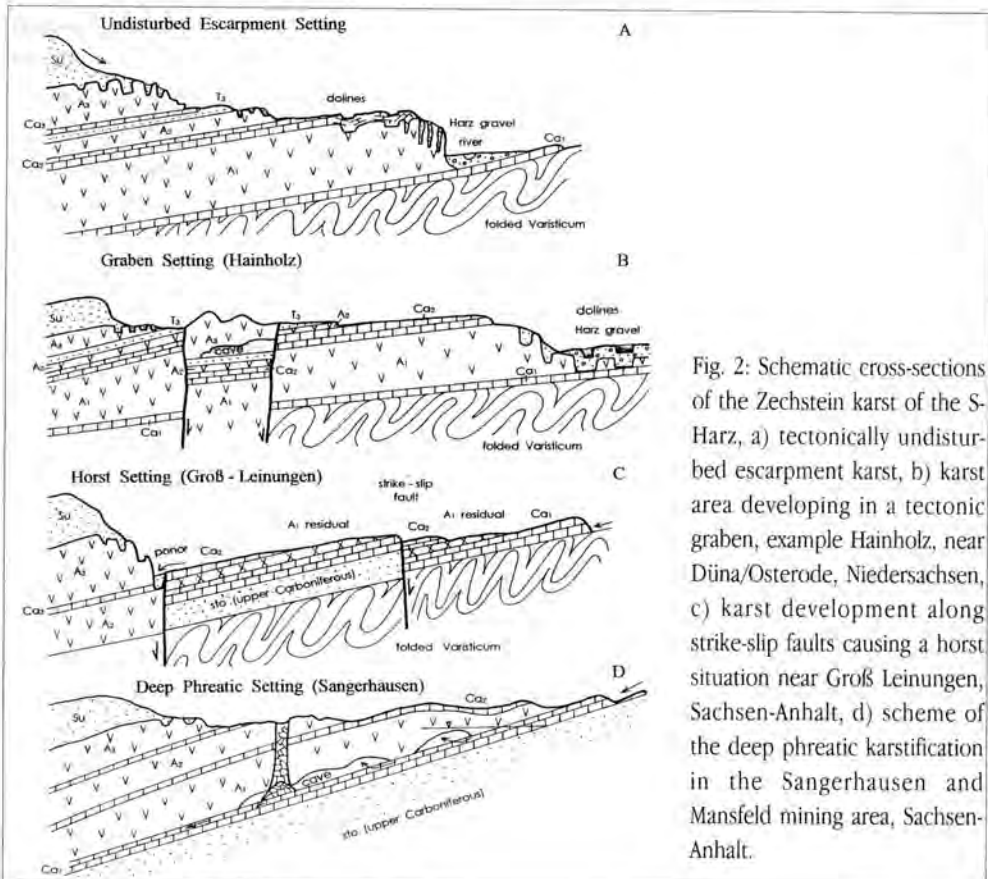 Undisturbed Escarpment Setting A
Su
A3
T3
dolines
Harz gravel
river
Ca1
Ca3
A2
Ca2
A1
folded Varisticum
Graben Setting (Hainholz) B
dolines
Harz gravel
Su
T3
A3
T3
A2
Ca2
A3
cave
A2
A2
Ca2
A1
Ca1
A1
A1
Ca1
folded Varisticum
Horst Setting (Groß - Leinungen) C
strike-slip
fault
Su
A1 residual
Ca2
A1 residual
Ca1
ponor
Ca2
A3
sto (upper Carboniferous)
Ca3
A2
folded Varisticum
Deep Phreatic Setting (Sangerhausen) D
Su
Ca2
A3
A2
A1
cave
sto (upper Carboniferous)
Ca1
Fig. 2: Schematic cross-sections
of the Zechstein karst of the S-
Harz, a) tectonically undistur-
bed escarpment karst, b) karst
area developing in a tectonic
graben, example Hainholz, near
Düna/Osterode, Niedersachsen,
c) karst development along
strike-slip faults causing a horst
situation near Groß Leinungen,
Sachsen-Anhalt, d) scheme of
the deep phreatic karstification
in the Sangerhausen and
Mansfeld mining area, Sachsen-
Anhalt.